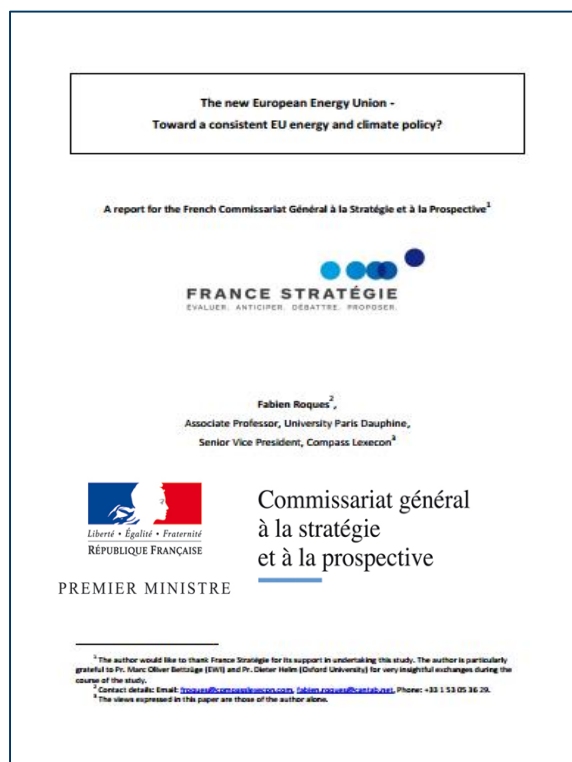 The new European Energy Union -
Toward a consistent EU energy and climate policy?
A report for the French Commissariat Général à la Stratégie et à la Prospective1
FRANCE STRATÉGIE
ÉVALUER. ANTICIPER. DÉBATTRE. PROPOSER.
Fabien Roques2,
Associate Professor, University Paris Dauphine,
Senior Vice President, Compass Lexecon3
Liberté • Égalité • Fraternité
RÉPUBLIQUE FRANÇAISE
PREMIER MINISTRE
Commissariat général
à la stratégie
et à la prospective
1 The author would like to thank France Stratégie for its support in undertaking this study. The author is particularly
grateful to Pr. Marc Oliver Bettzüge (EWI) and Pr. Dieter Helm (Oxford University) for very insightful exchanges during the
course of the study.
2 Contact details: Email: froques@compasslexecon.com, fabien.roques@cantab.net, Phone: +33 1 53 05 36 29.
3 The views expressed in this paper are those of the author alone.